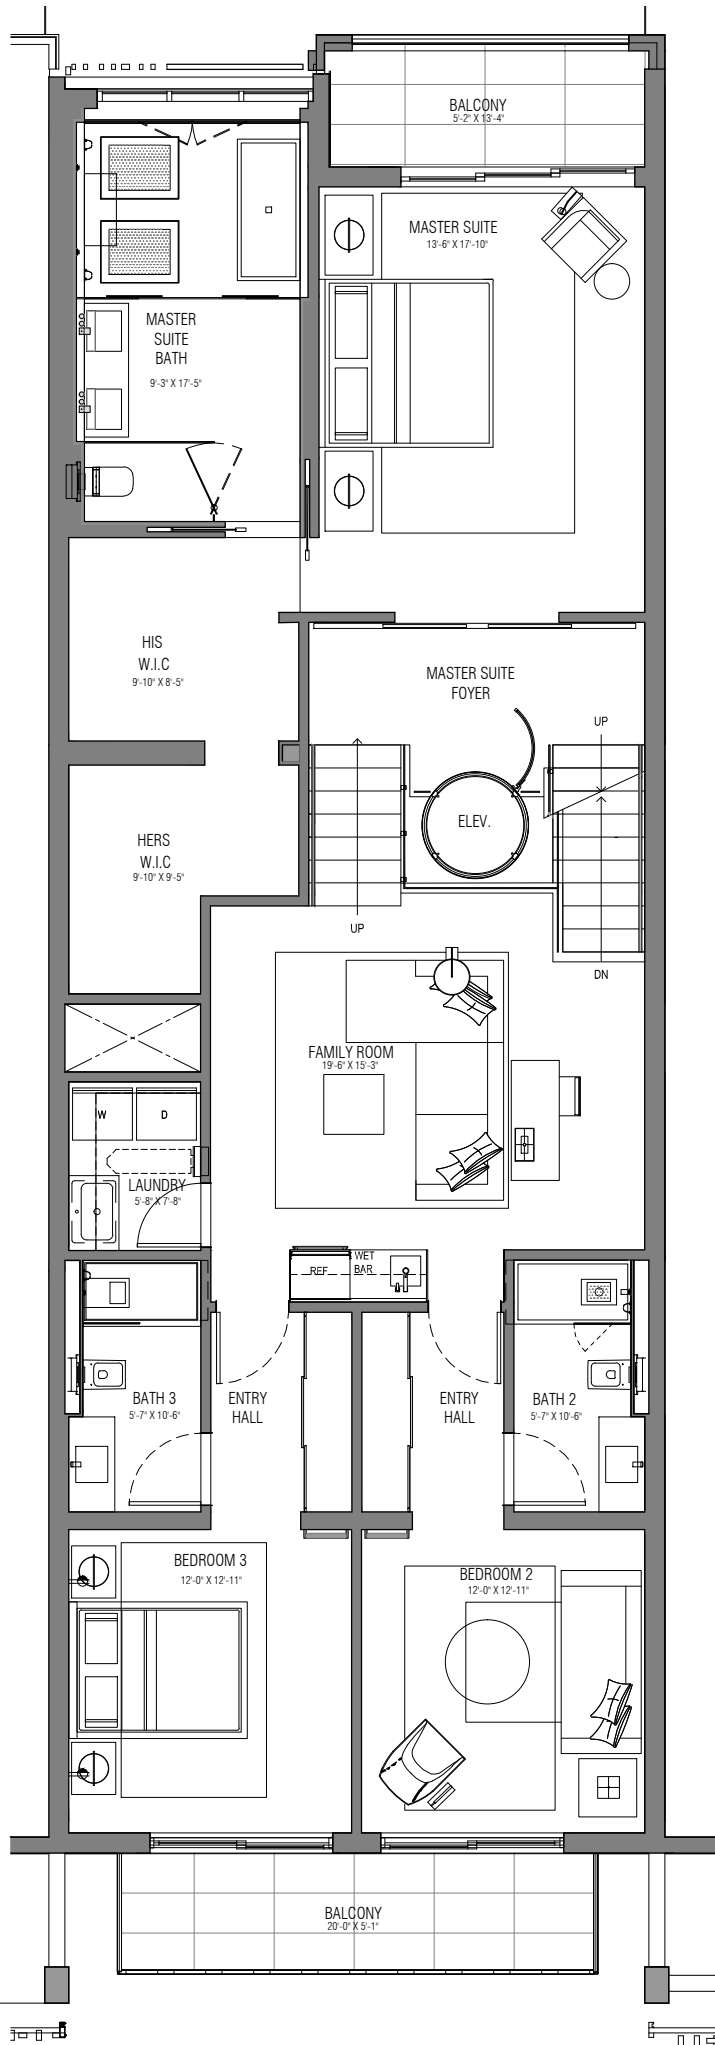 BALCONY
5'-2" X 13'-4"
MASTER SUITE
13'-6" X 17'-10"
MASTER
SUITE
BATH
9'-3" X 17'-5"
HIS
W.I.C
9'-10" X 8'-5"
MASTER SUITE
FOYER
UP
ELEV.
HERS
W.I.C
9'-10" X 9'-5"
UP
DN
FAMILY ROOM
19'-6" X 15'-3"
W
D
LAUNDRY
5'-8" X 7'-8"
WET
BAR
REF
BATH 3
5'-7" X 10'-6"
ENTRY
HALL
ENTRY
HALL
BATH 2
5'-7" X 10'-6"
BEDROOM 3
12'-0" X 12'-11"
BEDROOM 2
12'-0" X 12'-11"
BALCONY
20'-0" X 5'-1"